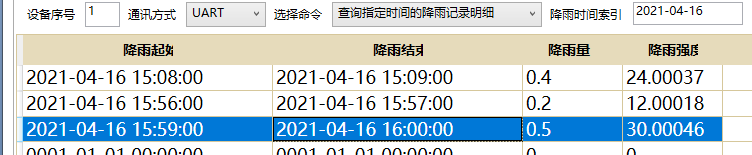 设备序号 1 通讯方式 UART 选择命令 查询指定时间的降雨记录明细 降雨时间索引 2021-04-16
降雨起始 降雨结束 降雨量 降雨强度
2021-04-16 15:08:00 2021-04-16 15:09:00 0.4 24.00037
2021-04-16 15:56:00 2021-04-16 15:57:00 0.2 12.00018
2021-04-16 15:59:00 2021-04-16 16:00:00 0.5 30.00046
0001-01-01 00:00:00 0001-01-01 00:00:00 0 0